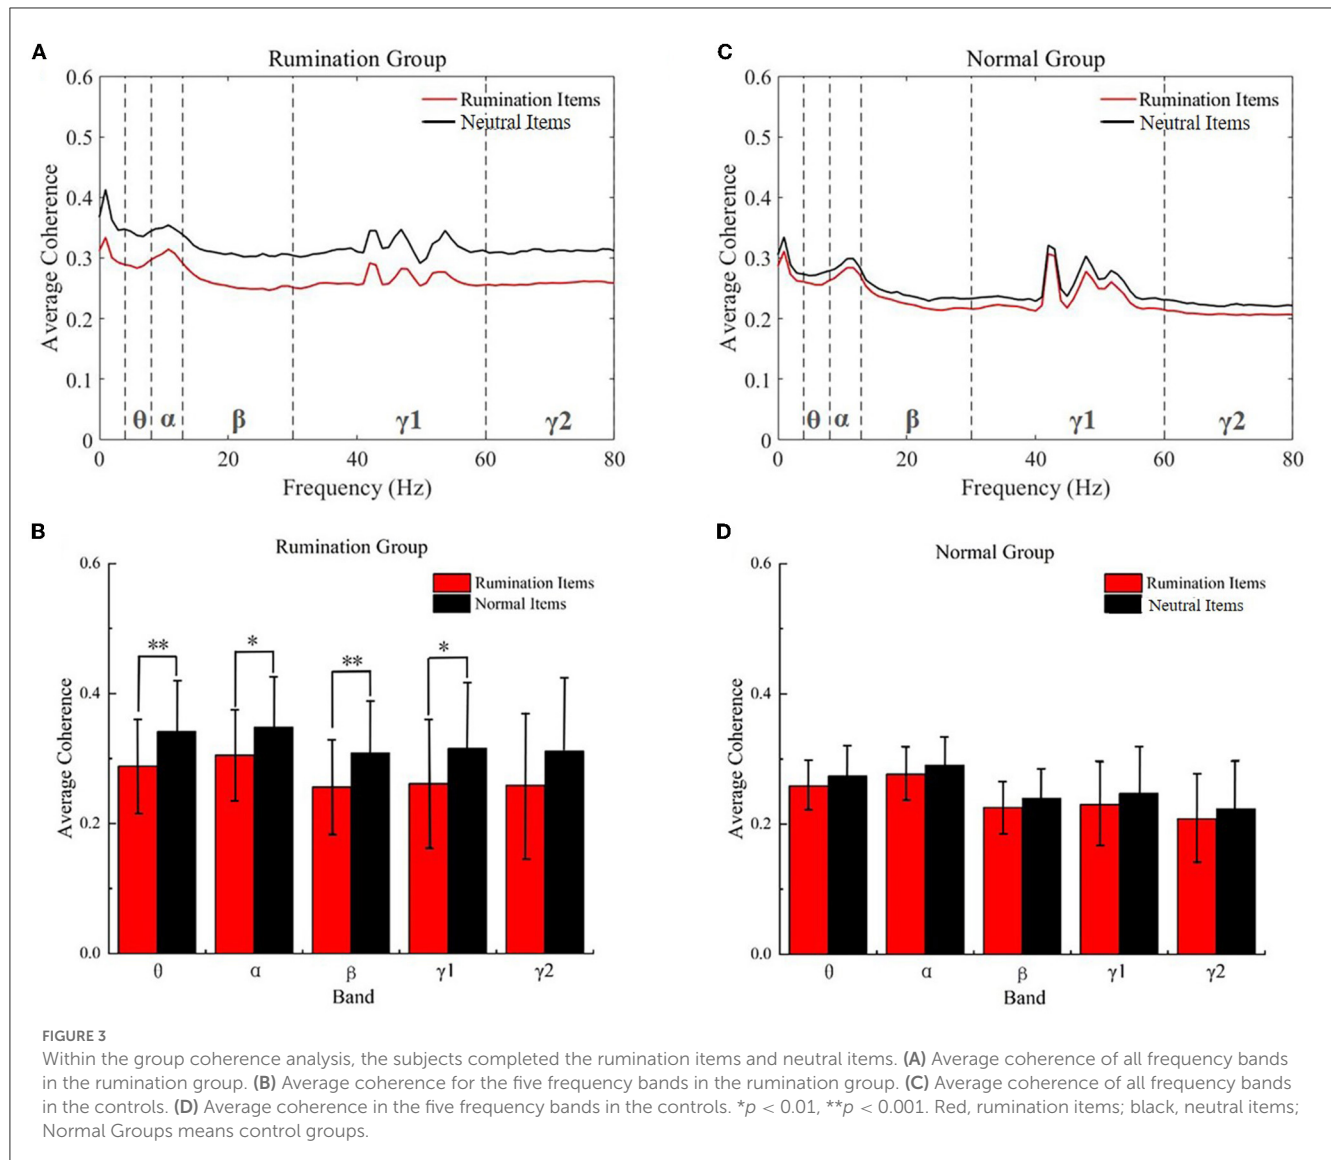 A
Rumination Group
0.6
0.5
0.4
0.3
0.2
0.1
0
Average Coherence
Rumination Items
Neutral Items
θ α β γ1 γ2
0 20 40 60 80
Frequency (Hz)
C
Normal Group
0.6
0.5
0.4
0.3
0.2
0.1
0
Average Coherence
Rumination Items
Neutral Items
θ α β γ1 γ2
0 20 40 60 80
Frequency (Hz)
B
Rumination Group
0.6
0.4
0.2
0.0
Average Coherence
Rumination Items
Normal Items
** * ** *
θ α β γ1 γ2
Band
D
Normal Group
0.6
0.4
0.2
0.0
Average Coherence
Rumination Items
Neutral Items
θ α β γ1 γ2
Band
FIGURE 3
Within the group coherence analysis, the subjects completed the rumination items and neutral items. (A) Average coherence of all frequency bands
in the rumination group. (B) Average coherence for the five frequency bands in the rumination group. (C) Average coherence of all frequency bands
in the controls. (D) Average coherence in the five frequency bands in the controls. *p < 0.01, **p < 0.001. Red, rumination items; black, neutral items;
Normal Groups means control groups.